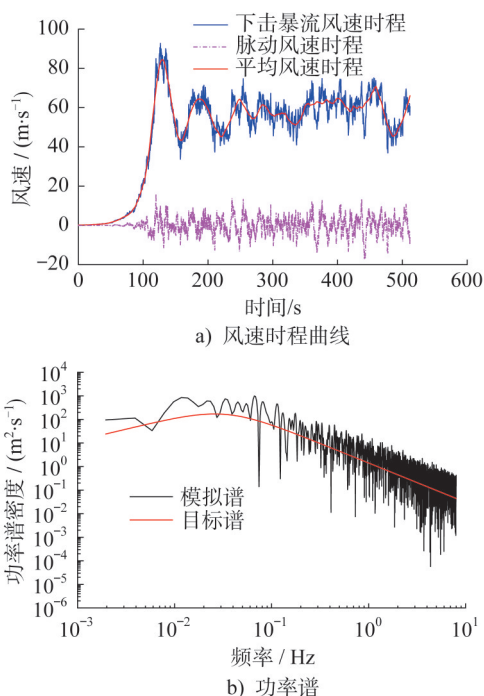 下击暴流风速时程
脉动风速时程
平均风速时程
100
80
60
40
20
0
−20
风速 / (m·s⁻¹)
0 100 200 300 400 500 600
时间/s
a) 风速时程曲线
10⁴
10³
10²
10¹
10⁰
10⁻¹
10⁻²
10⁻³
10⁻⁴
10⁻⁵
10⁻⁶
功率谱密度 / (m²·s⁻¹)
模拟谱
目标谱
10⁻³ 10⁻² 10⁻¹ 10⁰ 10¹
频率 / Hz
b) 功率谱